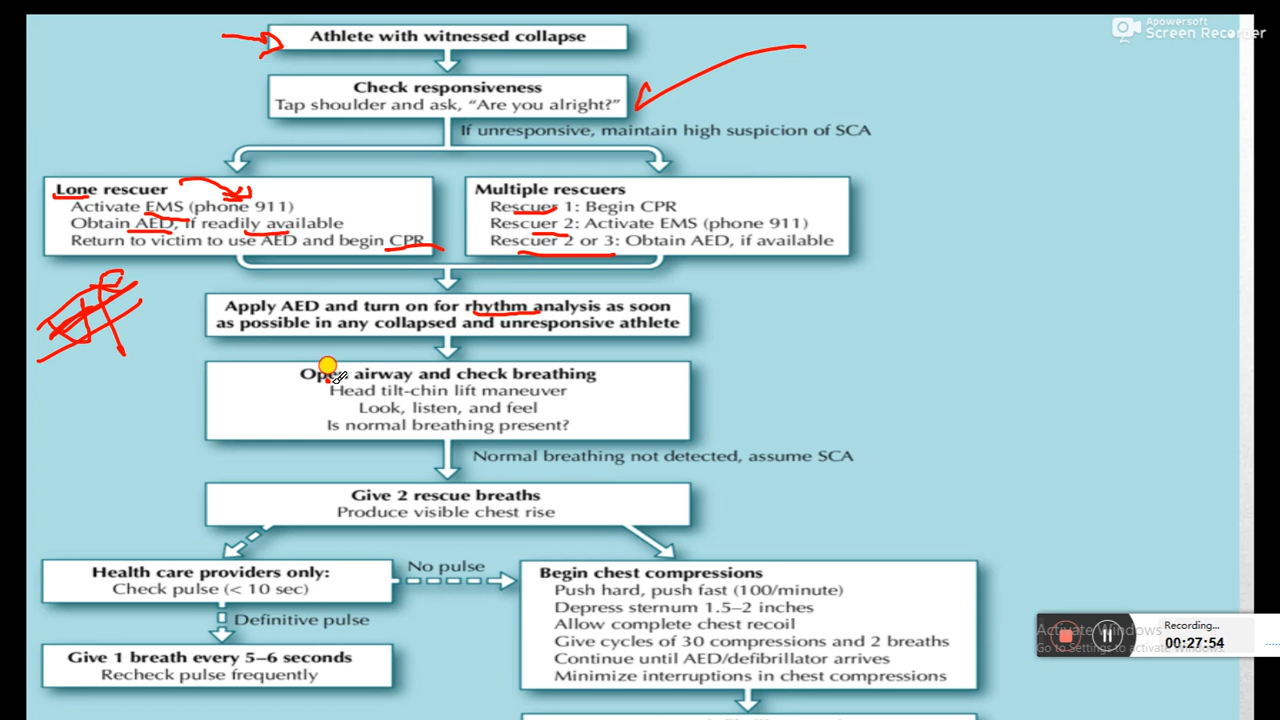 Apowersoft
Screen Recorder
Athlete with witnessed collapse
Check responsiveness
Tap shoulder and ask, “Are you alright?”
If unresponsive, maintain high suspicion of SCA
Lone rescuer
Activate EMS (phone 911)
Obtain AED, if readily available
Return to victim to use AED and begin CPR
Multiple rescuers
Rescuer 1: Begin CPR
Rescuer 2: Activate EMS (phone 911)
Rescuer 2 or 3: Obtain AED, if available
Apply AED and turn on for rhythm analysis as soon
as possible in any collapsed and unresponsive athlete
Open airway and check breathing
Head tilt-chin lift maneuver
Look, listen, and feel
Is normal breathing present?
Normal breathing not detected, assume SCA
Give 2 rescue breaths
Produce visible chest rise
Health care providers only:
Check pulse (< 10 sec)
No pulse
Definitive pulse
Give 1 breath every 5–6 seconds
Recheck pulse frequently
Begin chest compressions
Push hard, push fast (100/minute)
Depress sternum 1.5–2 inches
Allow complete chest recoil
Give cycles of 30 compressions and 2 breaths
Continue until AED/defibrillator arrives
Minimize interruptions in chest compressions
Recording...
00:27:54
Activate Windows
Go to Settings to activate Windows.